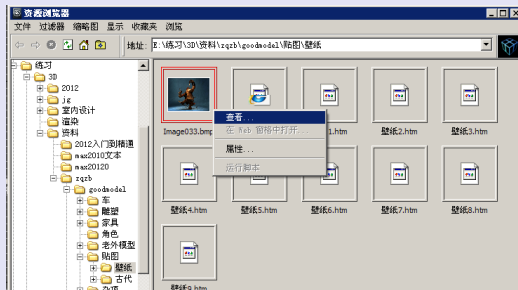 资源浏览器
文件 过滤器 缩略图 显示 收藏夹 浏览
地址: E:\练习\3D\资料\zqzb\goodmodel\贴图\壁纸
练习
3D
2012
jg
室内设计
渲染
资料
2012入门到精通
max2010文本
max20120
zqzb
goodmodel
车
雕塑
家具
角色
老外模型
贴图
壁纸
古代
杂项
查看...
在 Web 窗格中打开...
属性...
运行脚本
Image033.bmp
1.htm
壁纸2.htm
壁纸3.htm
壁纸4.htm
壁纸5.htm
壁纸6.htm
壁纸7.htm
壁纸8.htm
壁纸9.htm